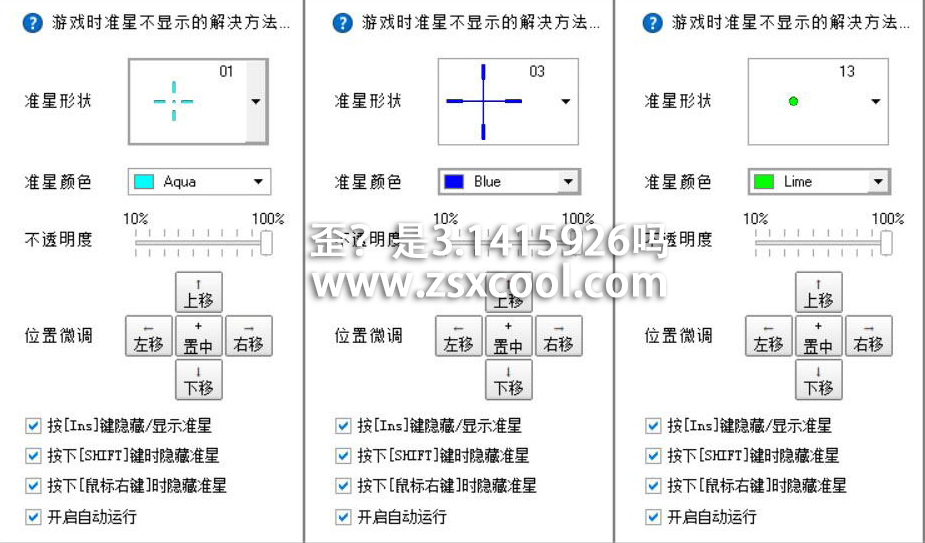 游戏时准星不显示的解决方法...
准星形状
01
准星颜色
Aqua
10%
100%
不透明度
↑
上移
位置微调
←
左移
+
置中
→
右移
↓
下移
按[Ins]键隐藏/显示准星
按下[SHIFT]键时隐藏准星
按下[鼠标右键]时隐藏准星
开启自动运行
游戏时准星不显示的解决方法...
准星形状
03
准星颜色
Blue
10%
100%
不透明度
↑
上移
位置微调
←
左移
+
置中
→
右移
↓
下移
按[Ins]键隐藏/显示准星
按下[SHIFT]键时隐藏准星
按下[鼠标右键]时隐藏准星
开启自动运行
游戏时准星不显示的解决方法...
准星形状
13
准星颜色
Lime
10%
100%
不透明度
↑
上移
位置微调
←
左移
+
置中
→
右移
↓
下移
按[Ins]键隐藏/显示准星
按下[SHIFT]键时隐藏准星
按下[鼠标右键]时隐藏准星
开启自动运行
歪？是3.1415926吗
www.zsxcool.com